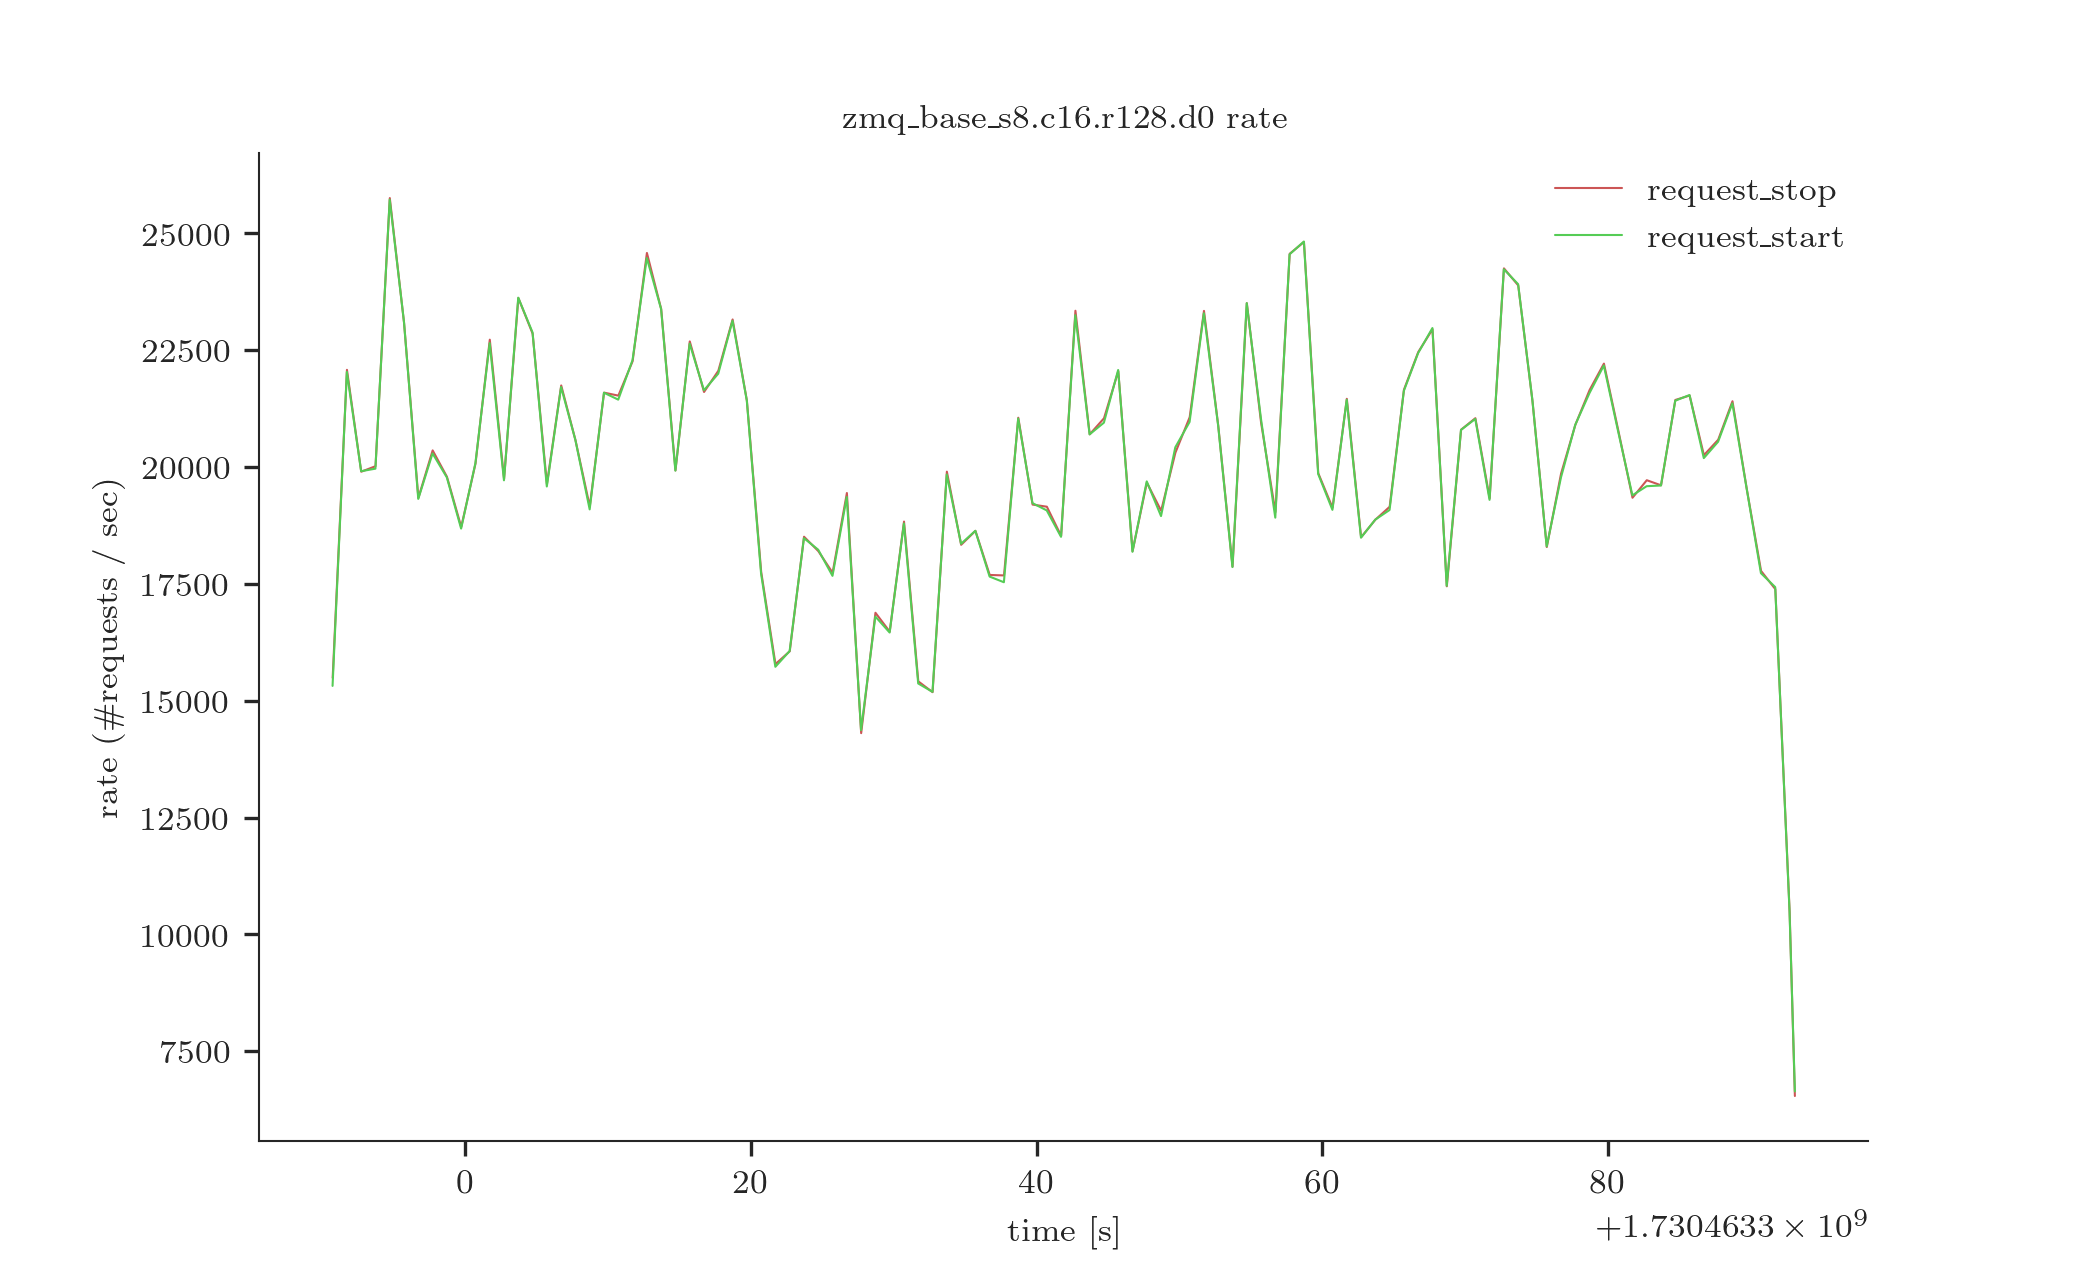 zmq_base_s8.c16.r128.d0 rate
request_stop
request_start
rate (#requests / sec)
25000
22500
20000
17500
15000
12500
10000
7500
0 20 40 60 80
time [s]
+1.7304633 × 10⁹